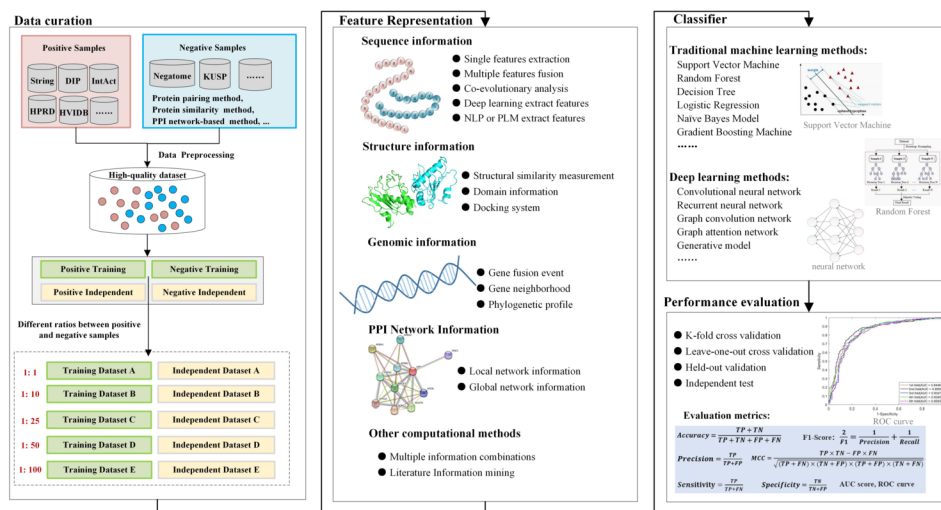 Data curation
Positive Samples
String
DIP
IntAct
HPRD
HVIDB
......
Negative Samples
Negatome
KUSP
......
Protein pairing method,
Protein similarity method,
PPI network-based method, ...
Data Preprocessing
High-quality dataset
Positive Training
Negative Training
Positive Independent
Negative Independent
Different ratios between positive
and negative samples
1: 1
Training Dataset A
Independent Dataset A
1: 10
Training Dataset B
Independent Dataset B
1: 25
Training Dataset C
Independent Dataset C
1: 50
Training Dataset D
Independent Dataset D
1: 100
Training Dataset E
Independent Dataset E
Feature Representation
Sequence information
● Single features extraction
● Multiple features fusion
● Co-evolutionary analysis
● Deep learning extract features
● NLP or PLM extract features
Structure information
● Structural similarity measurement
● Domain information
● Docking system
Genomic information
● Gene fusion event
● Gene neighborhood
● Phylogenetic profile
PPI Network Information
● Local network information
● Global network information
Other computational methods
● Multiple information combinations
● Literature Information mining
Classifier
Traditional machine learning methods:
Support Vector Machine
Random Forest
Decision Tree
Logistic Regression
Naïve Bayes Model
Gradient Boosting Machine
......
Support Vector Machine
Deep learning methods:
Convolutional neural network
Recurrent neural network
Graph convolution network
Graph attention network
Generative model
......
Random Forest
neural network
Performance evaluation
● K-fold cross validation
● Leave-one-out cross validation
● Held-out validation
● Independent test
Sensitivity
1-Specificity
ROC curve
Evaluation metrics:
Accuracy = (TP + TN) / (TP + TN + FP + FN)
F1-Score: 2/F1 = 1/Precision + 1/Recall
Precision = TP/(TP+FP)
MCC = (TP × TN − FP × FN) / √((TP + FN) × (TN + FP) × (TP + FP) × (TN + FN))
Sensitivity = TP/(TP+FN)
Specificity = TN/(TN+FP)
AUC score, ROC curve